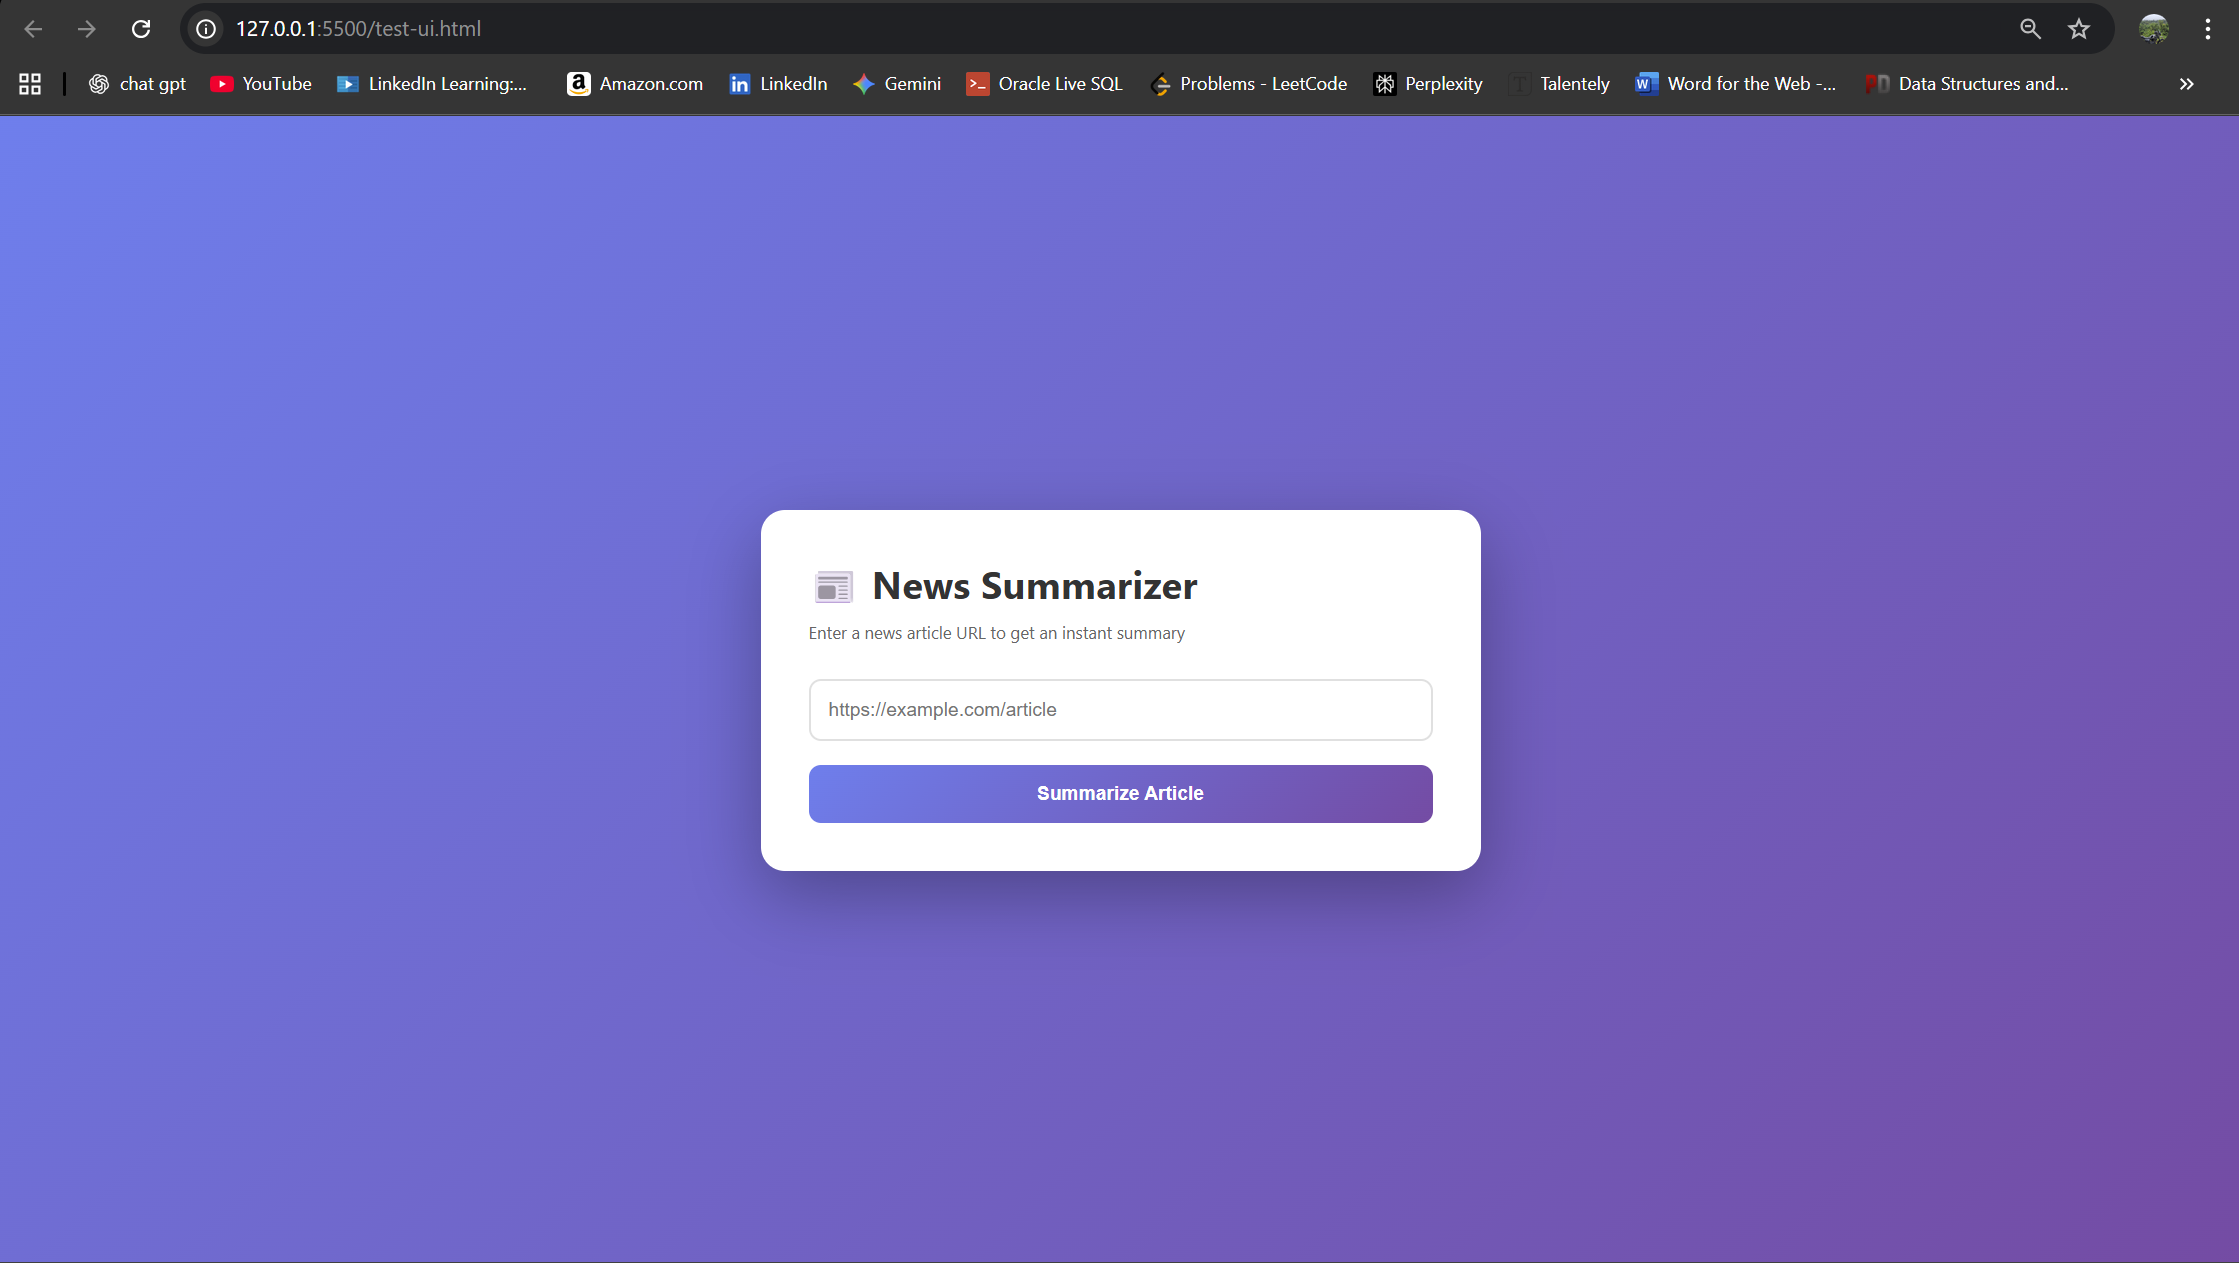 127.0.0.1:5500/test-ui.html
chat gpt YouTube LinkedIn Learning:... Amazon.com LinkedIn Gemini Oracle Live SQL Problems - LeetCode Perplexity Talentely Word for the Web -... Data Structures and...
News Summarizer
Enter a news article URL to get an instant summary
https://example.com/article
Summarize Article